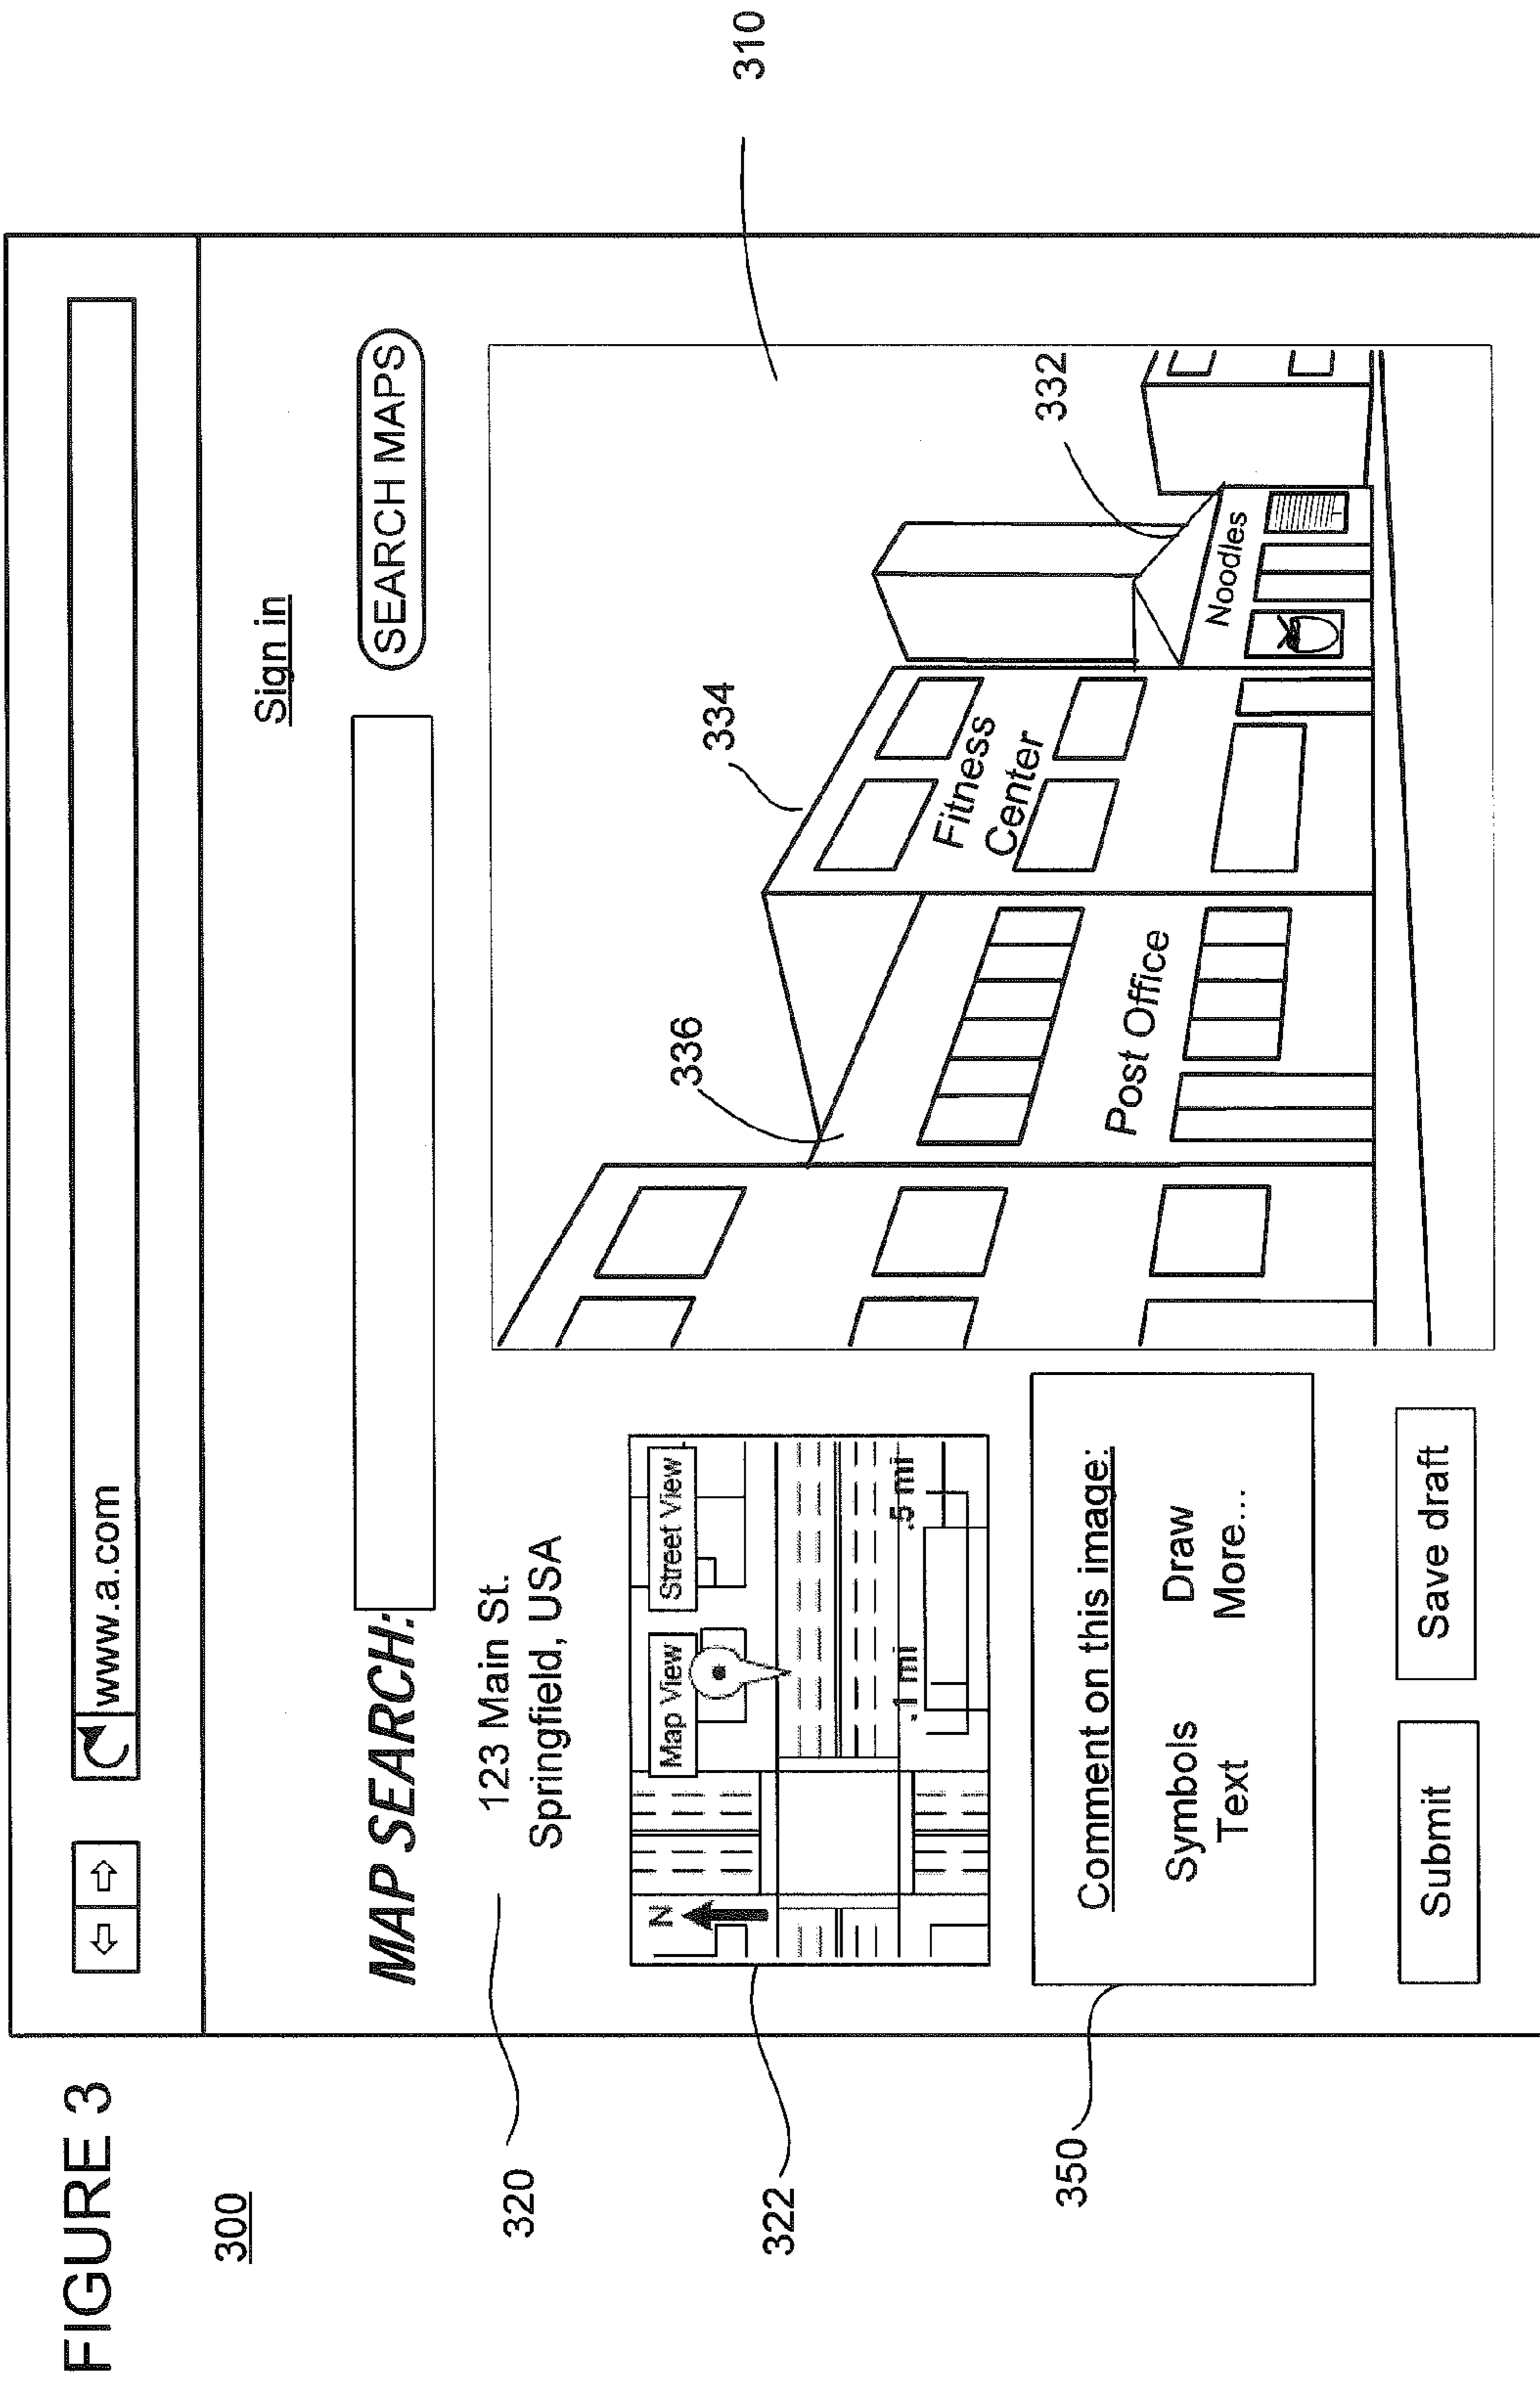 FIGURE 3
300
www.a.com
Sign in
MAP SEARCH:
SEARCH MAPS
320
123 Main St.
Springfield, USA
322
N
Map View
Street View
.1 mi
.5 mi
350
Comment on this image:
Symbols Draw
Text More...
Submit
Save draft
310
336
334
332
Post Office
Fitness
Center
Noodles